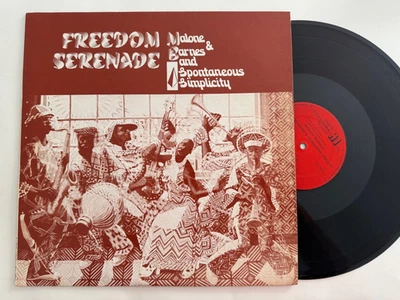 FREEDOM
SERENADE
Malone
& Barnes
and
Spontaneous
Simplicity